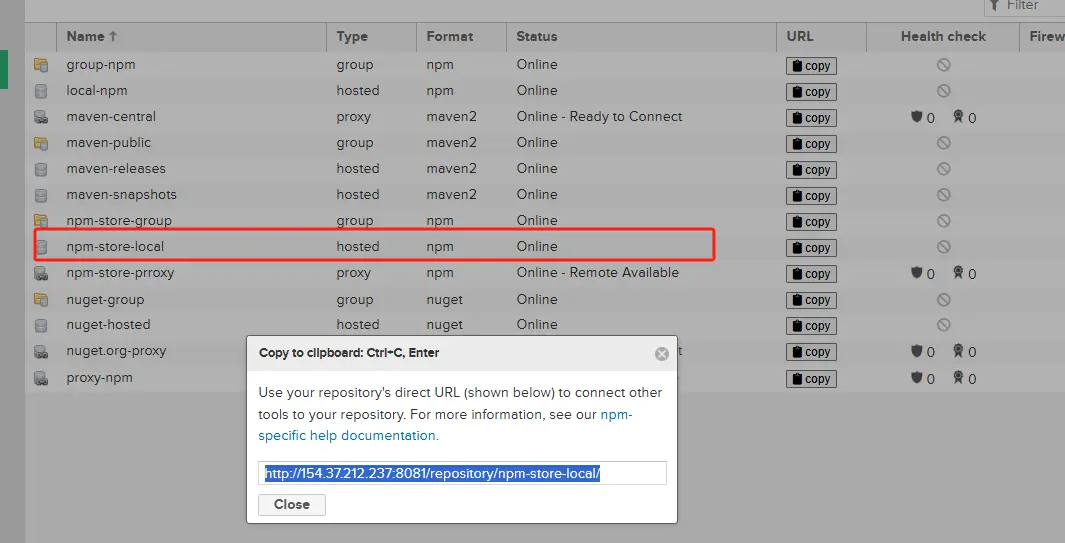 Filter
Name Type Format Status URL Health check Firew
group-npm group npm Online copy
local-npm hosted npm Online copy
maven-central proxy maven2 Online - Ready to Connect copy 0 0
maven-public group maven2 Online copy
maven-releases hosted maven2 Online copy
maven-snapshots hosted maven2 Online copy
npm-store-group group npm Online copy
npm-store-local hosted npm Online copy
npm-store-prroxy proxy npm Online - Remote Available copy 0 0
nuget-group group nuget Online copy
nuget-hosted hosted nuget Online copy
nuget.org-proxy t copy 0 0
proxy-npm copy 0 0
Copy to clipboard: Ctrl+C, Enter
Use your repository's direct URL (shown below) to connect other
tools to your repository. For more information, see our npm-
specific help documentation.
http://154.37.212.237:8081/repository/npm-store-local/
Close